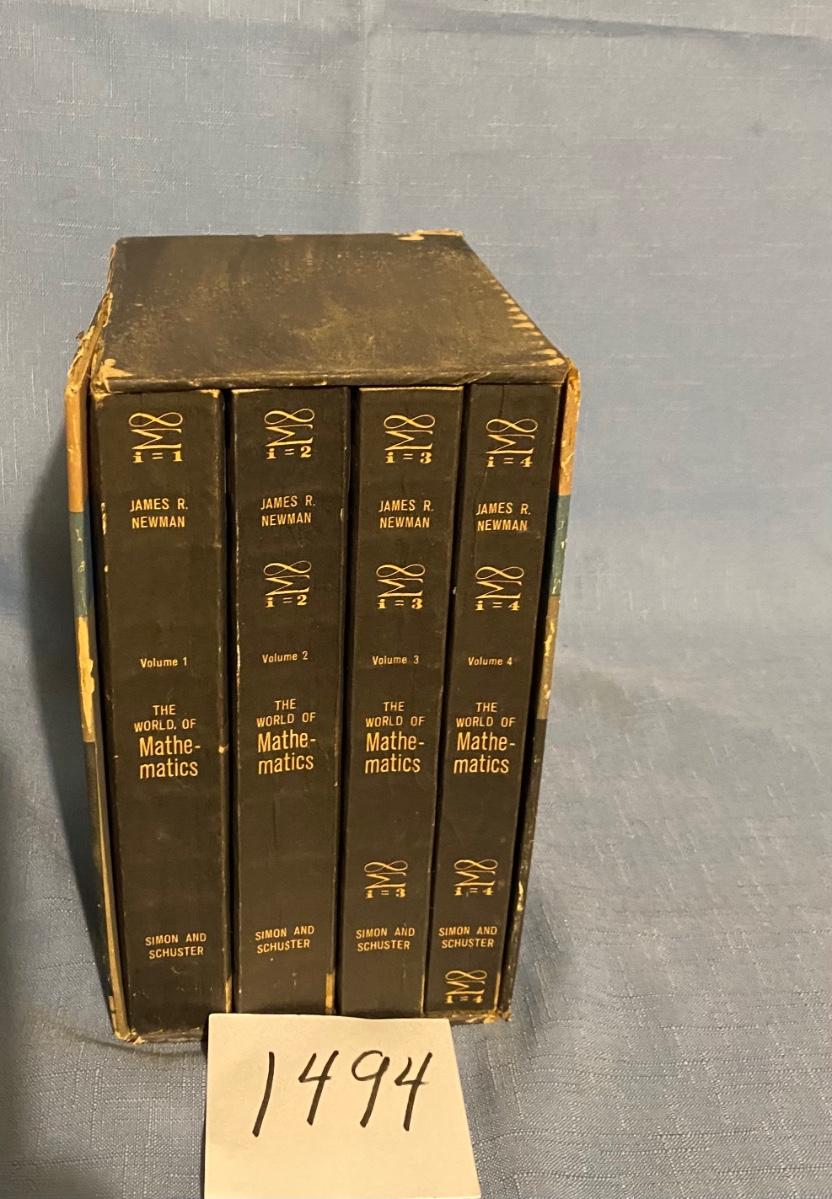 M∞
i=1
JAMES R.
NEWMAN
Volume 1
THE
WORLD OF
Mathe-
matics
SIMON AND
SCHUSTER
M∞
i=2
JAMES R.
NEWMAN
M∞
i=2
Volume 2
THE
WORLD OF
Mathe-
matics
SIMON AND
SCHUSTER
M∞
i=3
JAMES R.
NEWMAN
M∞
i=3
Volume 3
THE
WORLD OF
Mathe-
matics
M∞
i=3
SIMON AND
SCHUSTER
M∞
i=4
JAMES R.
NEWMAN
M∞
i=4
Volume 4
THE
WORLD OF
Mathe-
matics
M∞
i=4
SIMON AND
SCHUSTER
M∞
i=4
1494